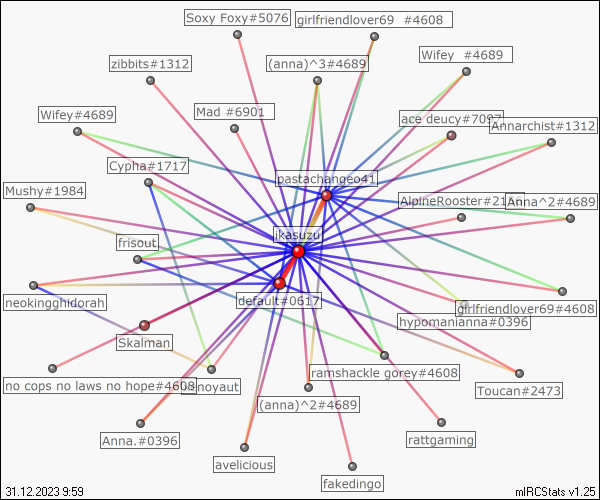 Soxy Foxy#5076
girlfriendlover69 #4608
zibbits#1312
(anna)^3#4689
Wifey #4689
Wifey#4689
Mad #6901
ace deucy#7097
Annarchist#1312
Cypha#1717
pastachangeo41
Mushy#1984
AlpineRooster#21
Anna^2#4689
frisout
ikasuzu
neokingghidorah
default#0617
girlfriendlover69#4608
hypomanianna#0396
Skalman
no cops no laws no hope#4608
noyaut
ramshackle gorey#4608
Toucan#2473
(anna)^2#4689
Anna.#0396
rattgaming
avelicious
fakedingo
31.12.2023 9:59
mIRCStats v1.25